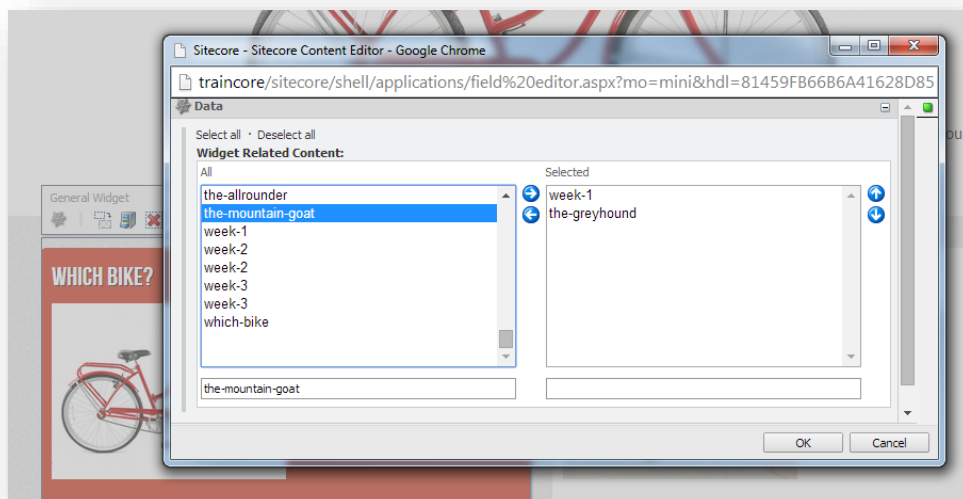 Sitecore - Sitecore Content Editor - Google Chrome
traincore/sitecore/shell/applications/field%20editor.aspx?mo=mini&hdl=81459FB66B6A41628D85
Data
Select all · Deselect all
Widget Related Content:
All
Selected
the-allrounder
the-mountain-goat
week-1
week-2
week-2
week-3
week-3
which-bike
week-1
the-greyhound
the-mountain-goat
OK
Cancel
General Widget
WHICH BIKE?